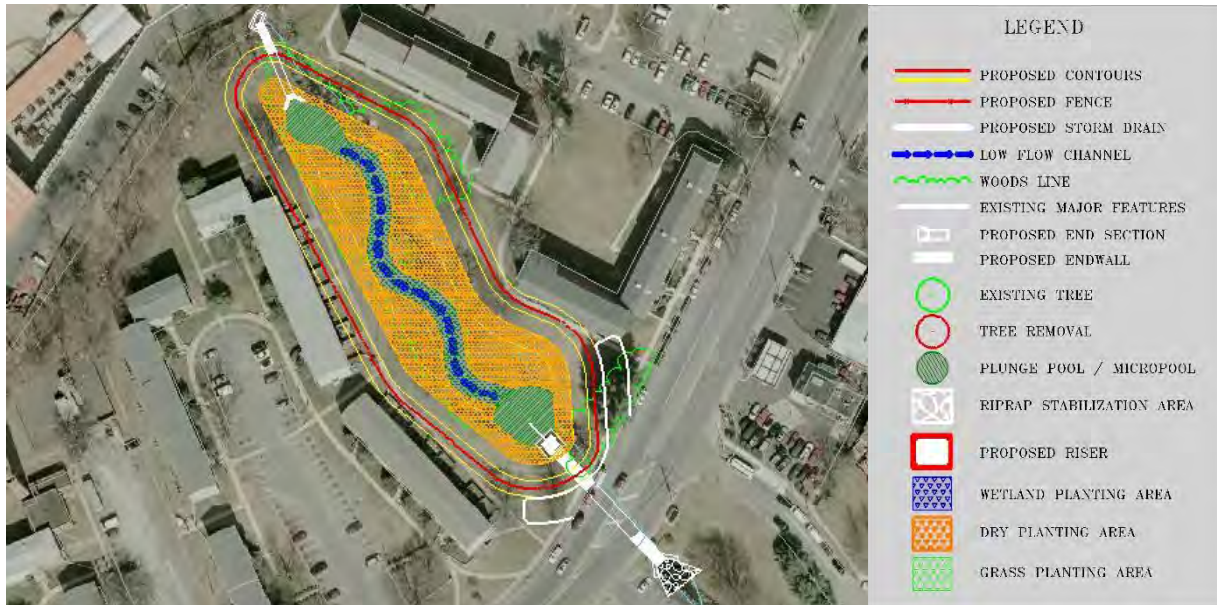 LEGEND
PROPOSED CONTOURS
PROPOSED FENCE
PROPOSED STORM DRAIN
LOW FLOW CHANNEL
WOODS LINE
EXISTING MAJOR FEATURES
PROPOSED END SECTION
PROPOSED ENDWALL
EXISTING TREE
TREE REMOVAL
PLUNGE POOL / MICROPOOL
RIPRAP STABILIZATION AREA
PROPOSED RISER
WETLAND PLANTING AREA
DRY PLANTING AREA
GRASS PLANTING AREA